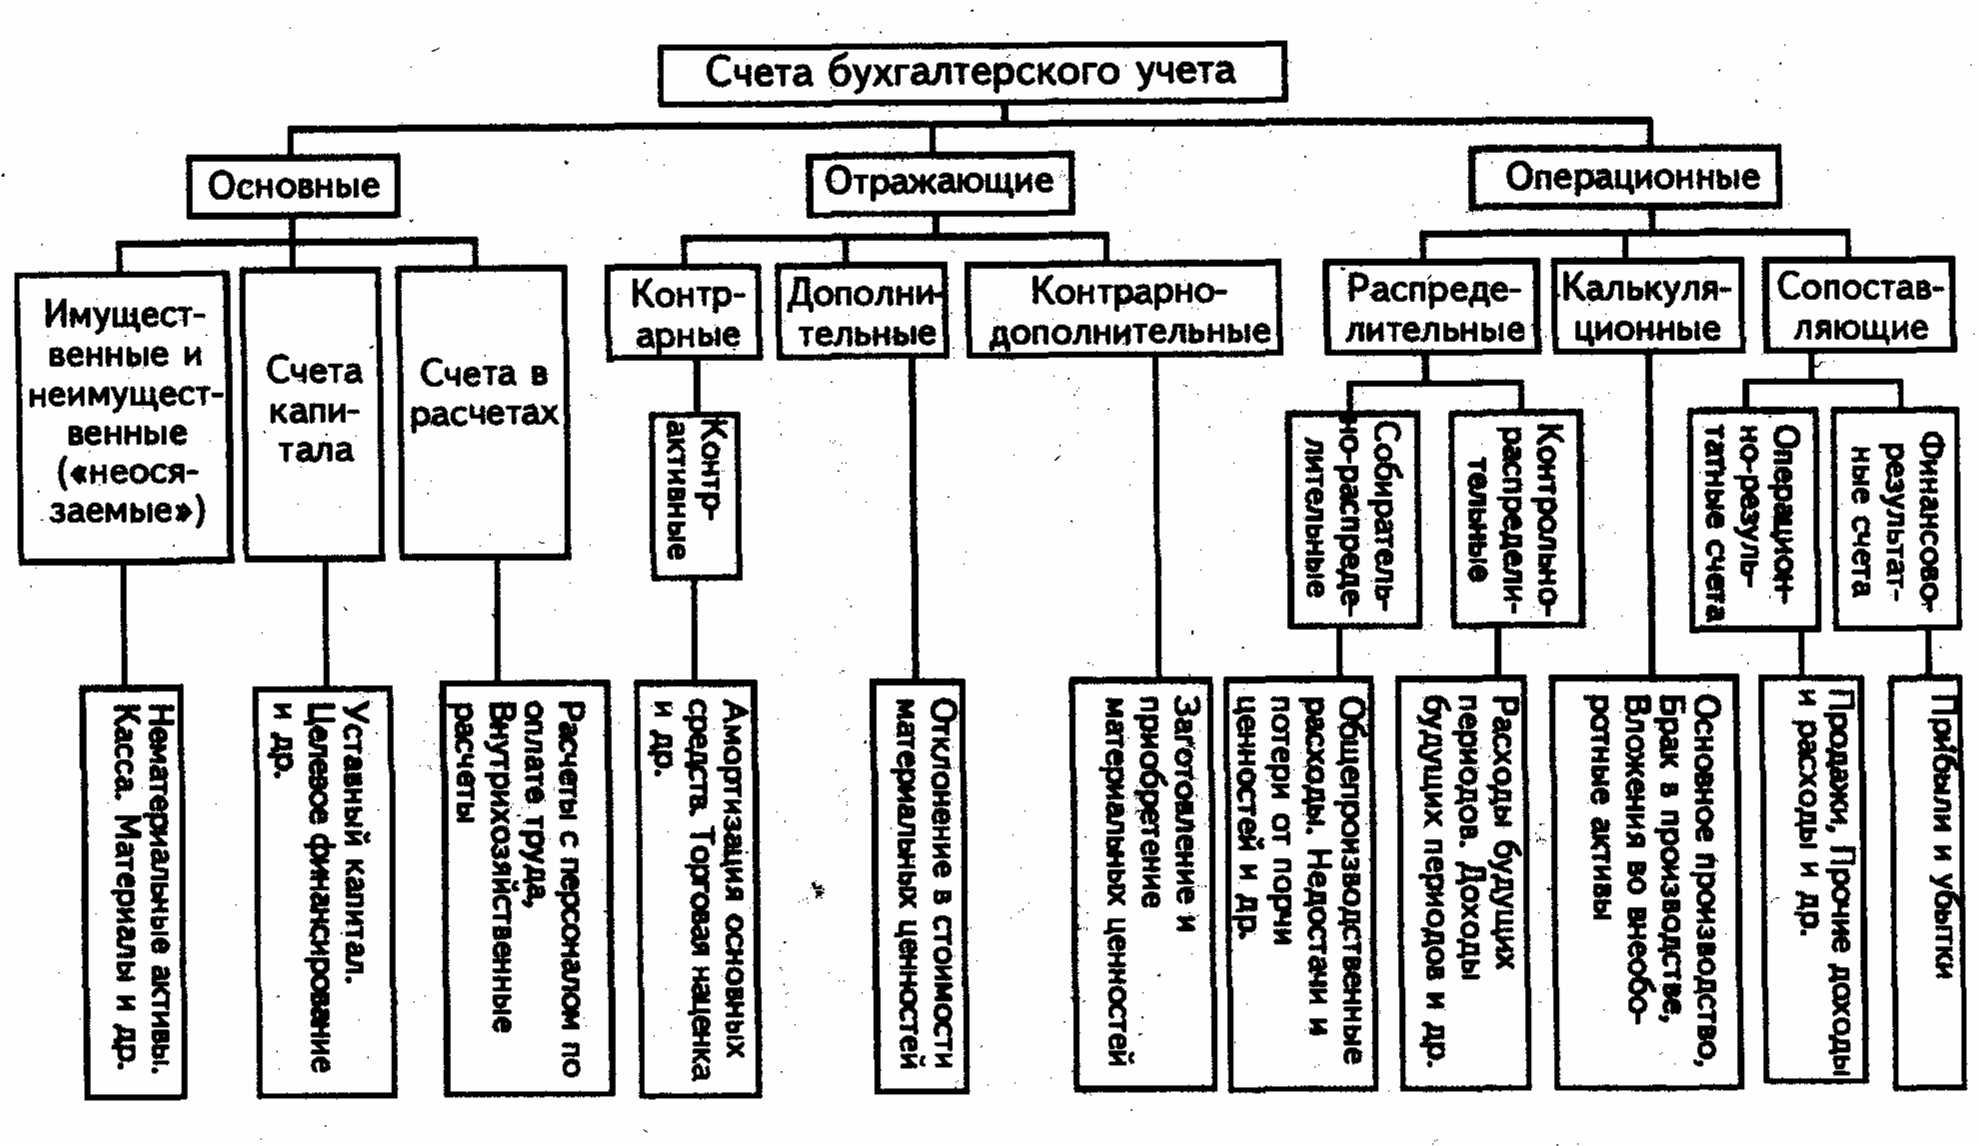 Счета бухгалтерского учета
Основные
Отражающие
Операционные
Имущест-
венные и
неимущест-
венные
(«неося-
заемые»)
Счета
капи-
тала
Счета в
расчетах
Контр-
арные
Дополни-
тельные
Контрарно-
дополнительные
Распреде-
лительные
Калькуля-
ционные
Сопостав-
ляющие
Контр-
активные
Собиратель-
но-распреде-
лительные
Контрольно-
распредели-
тельные
Операцион-
но-резуль-
татные счета
Финансово-
результат-
ные счета
Нематериальные активы.
Касса. Материалы и др.
Уставный капитал.
Целевое финансирование
и др.
Расчеты с персоналом по
оплате труда,
Внутрихозяйственные
расчеты
Амортизация основных
средств. Торговая наценка
и др.
Отклонение в стоимости
материальных ценностей
Заготовление и
приобретение
материальных ценностей
Общепроизводственные
расходы. Недостачи и
потери от порчи
ценностей и др.
Расходы будущих
периодов. Доходы
будущих периодов и др.
Основное производство,
Брак в производстве,
Вложения во внеобо-
ротные активы
Продажи, Прочие доходы
и расходы и др.
Прибыли и убытки